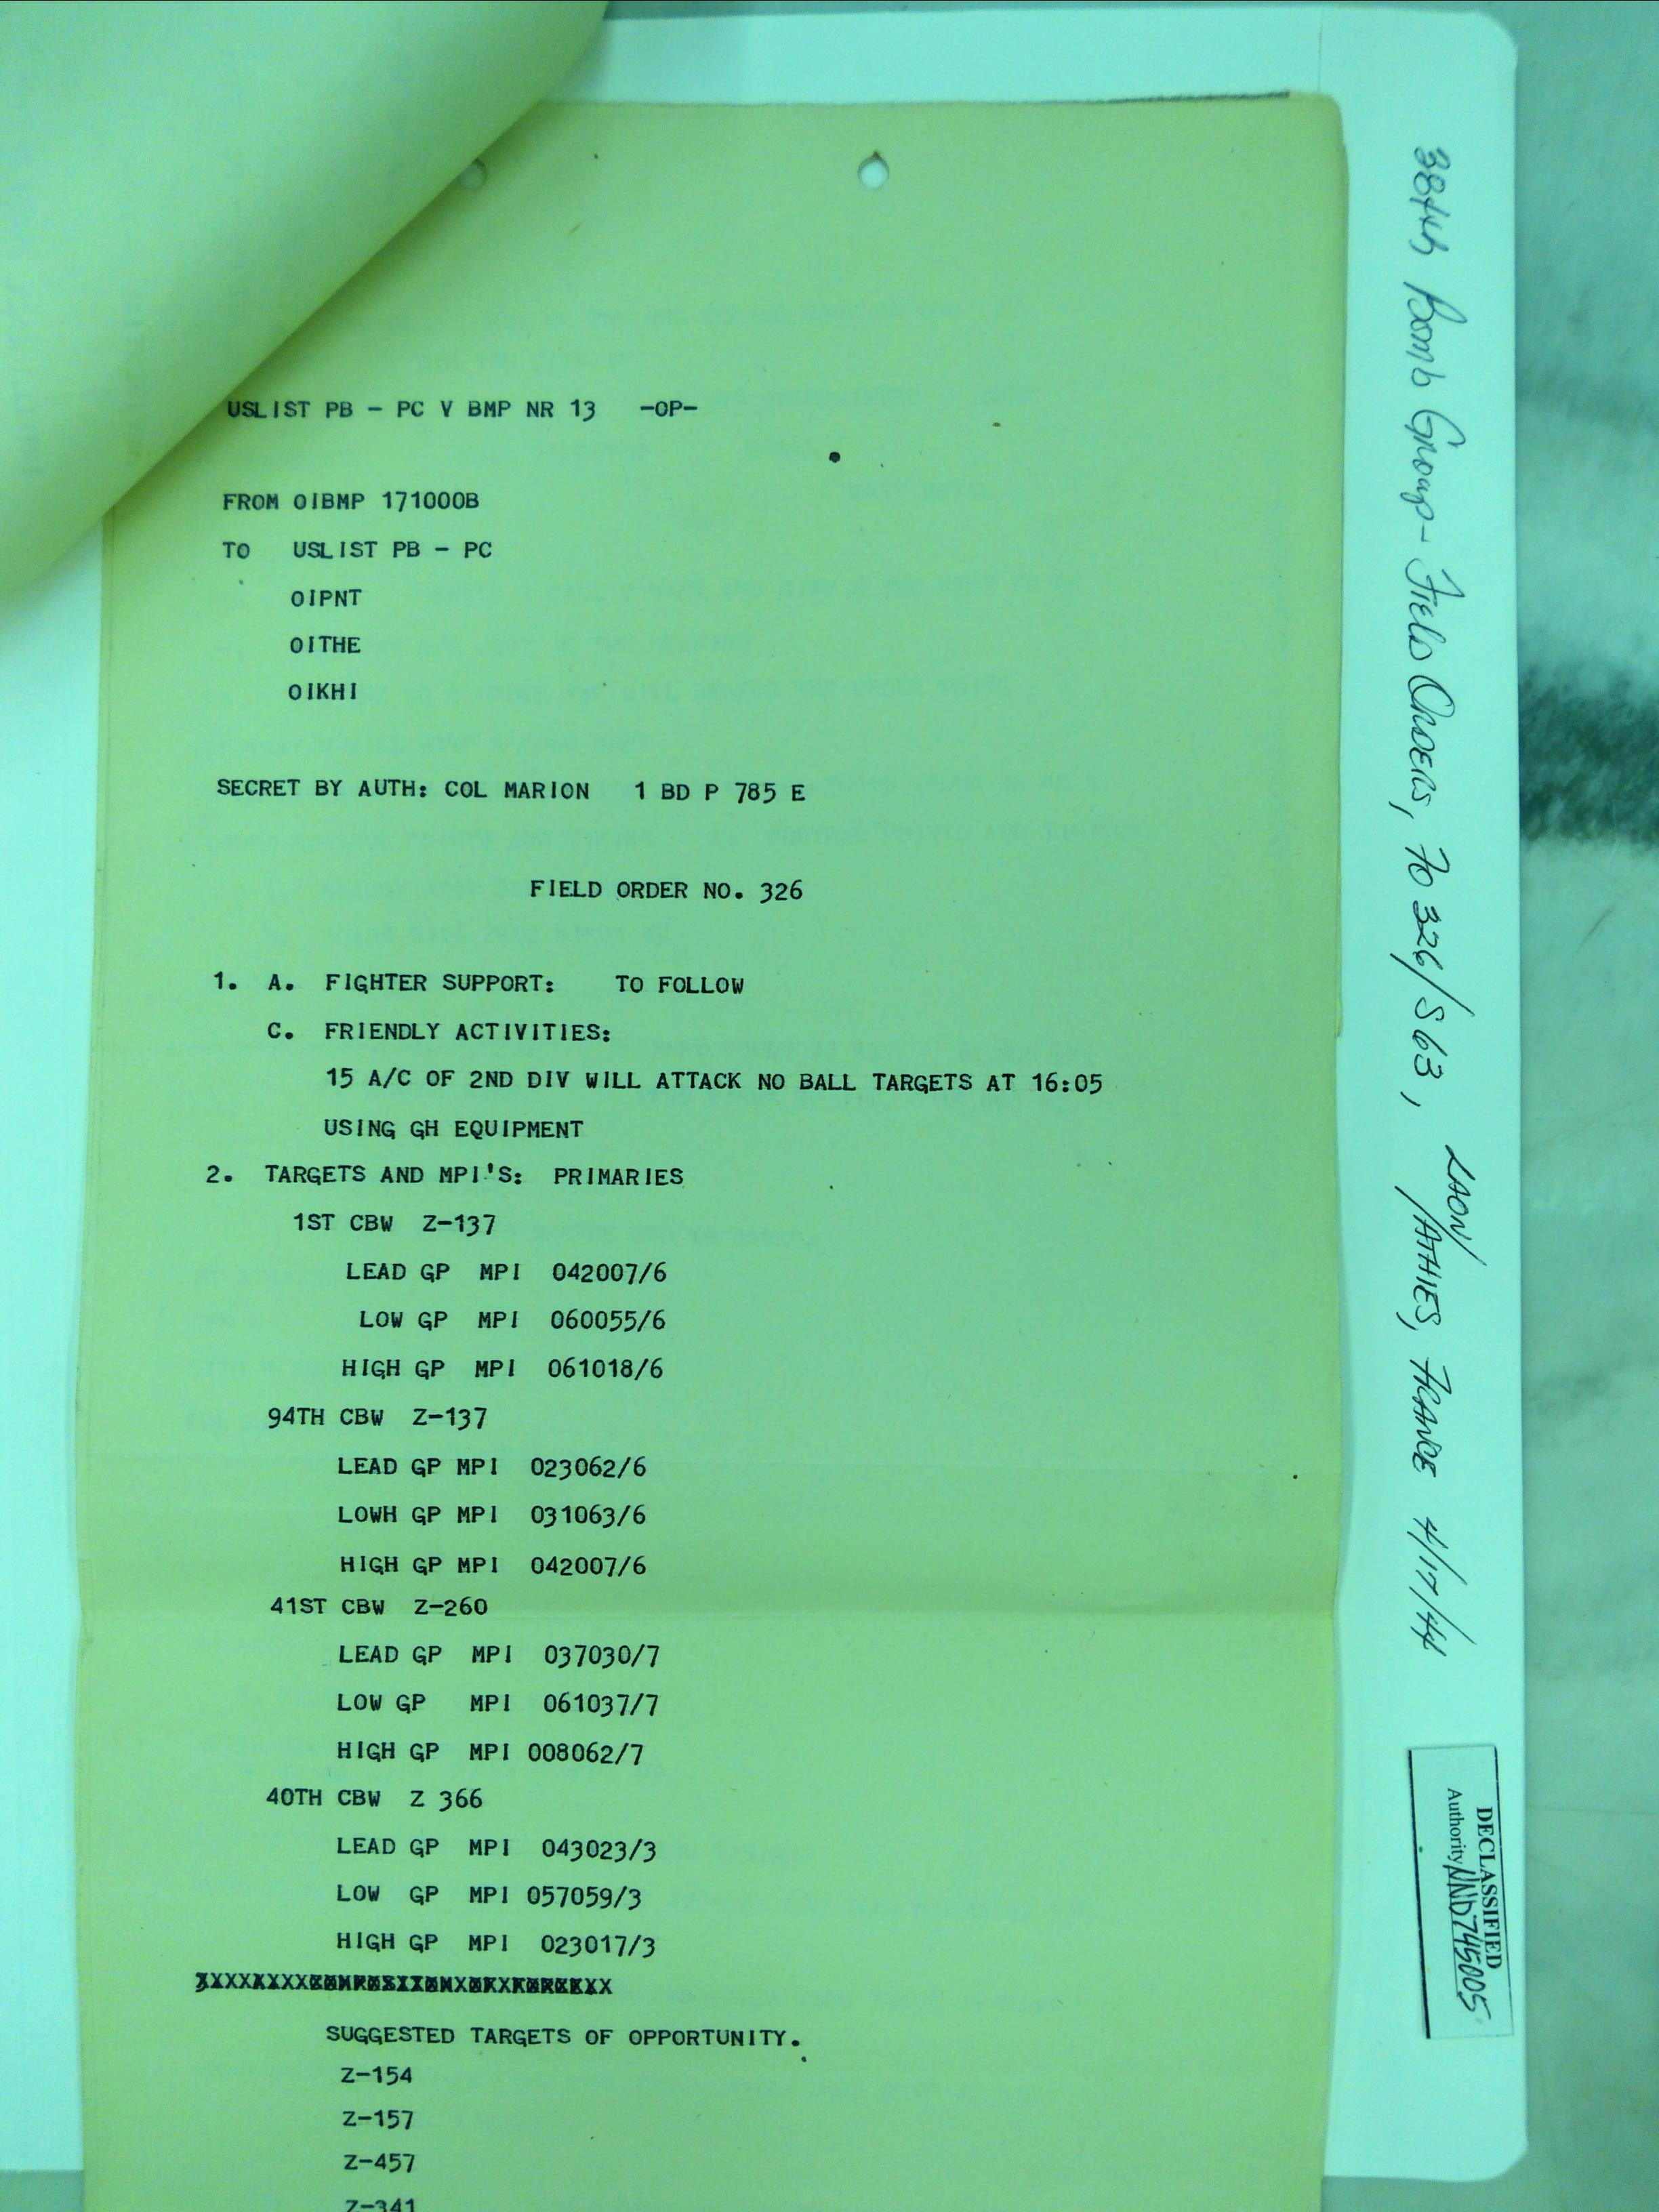 USLIST PB - PC V BMP NR 13 -OP-
FROM OIBMP 171000B
TO USLIST PB - PC
OIPNT
OITHE
OIKHI
SECRET BY AUTH: COL MARION 1 BD P 785 E
FIELD ORDER NO. 326
1. A. FIGHTER SUPPORT: TO FOLLOW
C. FRIENDLY ACTIVITIES:
15 A/C OF 2ND DIV WILL ATTACK NO BALL TARGETS AT 16:05
USING GH EQUIPMENT
2. TARGETS AND MPI'S: PRIMARIES
1ST CBW Z-137
LEAD GP MPI 042007/6
LOW GP MPI 060055/6
HIGH GP MPI 061018/6
94TH CBW Z-137
LEAD GP MPI 023062/6
LOWH GP MPI 031063/6
HIGH GP MPI 042007/6
41ST CBW Z-260
LEAD GP MPI 037030/7
LOW GP MPI 061037/7
HIGH GP MPI 008062/7
40TH CBW Z 366
LEAD GP MPI 043023/3
LOW GP MPI 057059/3
HIGH GP MPI 023017/3
SUGGESTED TARGETS OF OPPORTUNITY.
Z-154
Z-157
Z-457
Z-341
384th Bomb Group - Field Orders, FO 326/S63, LAON/ATHIES, FRANCE 4/17/44
DECLASSIFIED
Authority NND745005